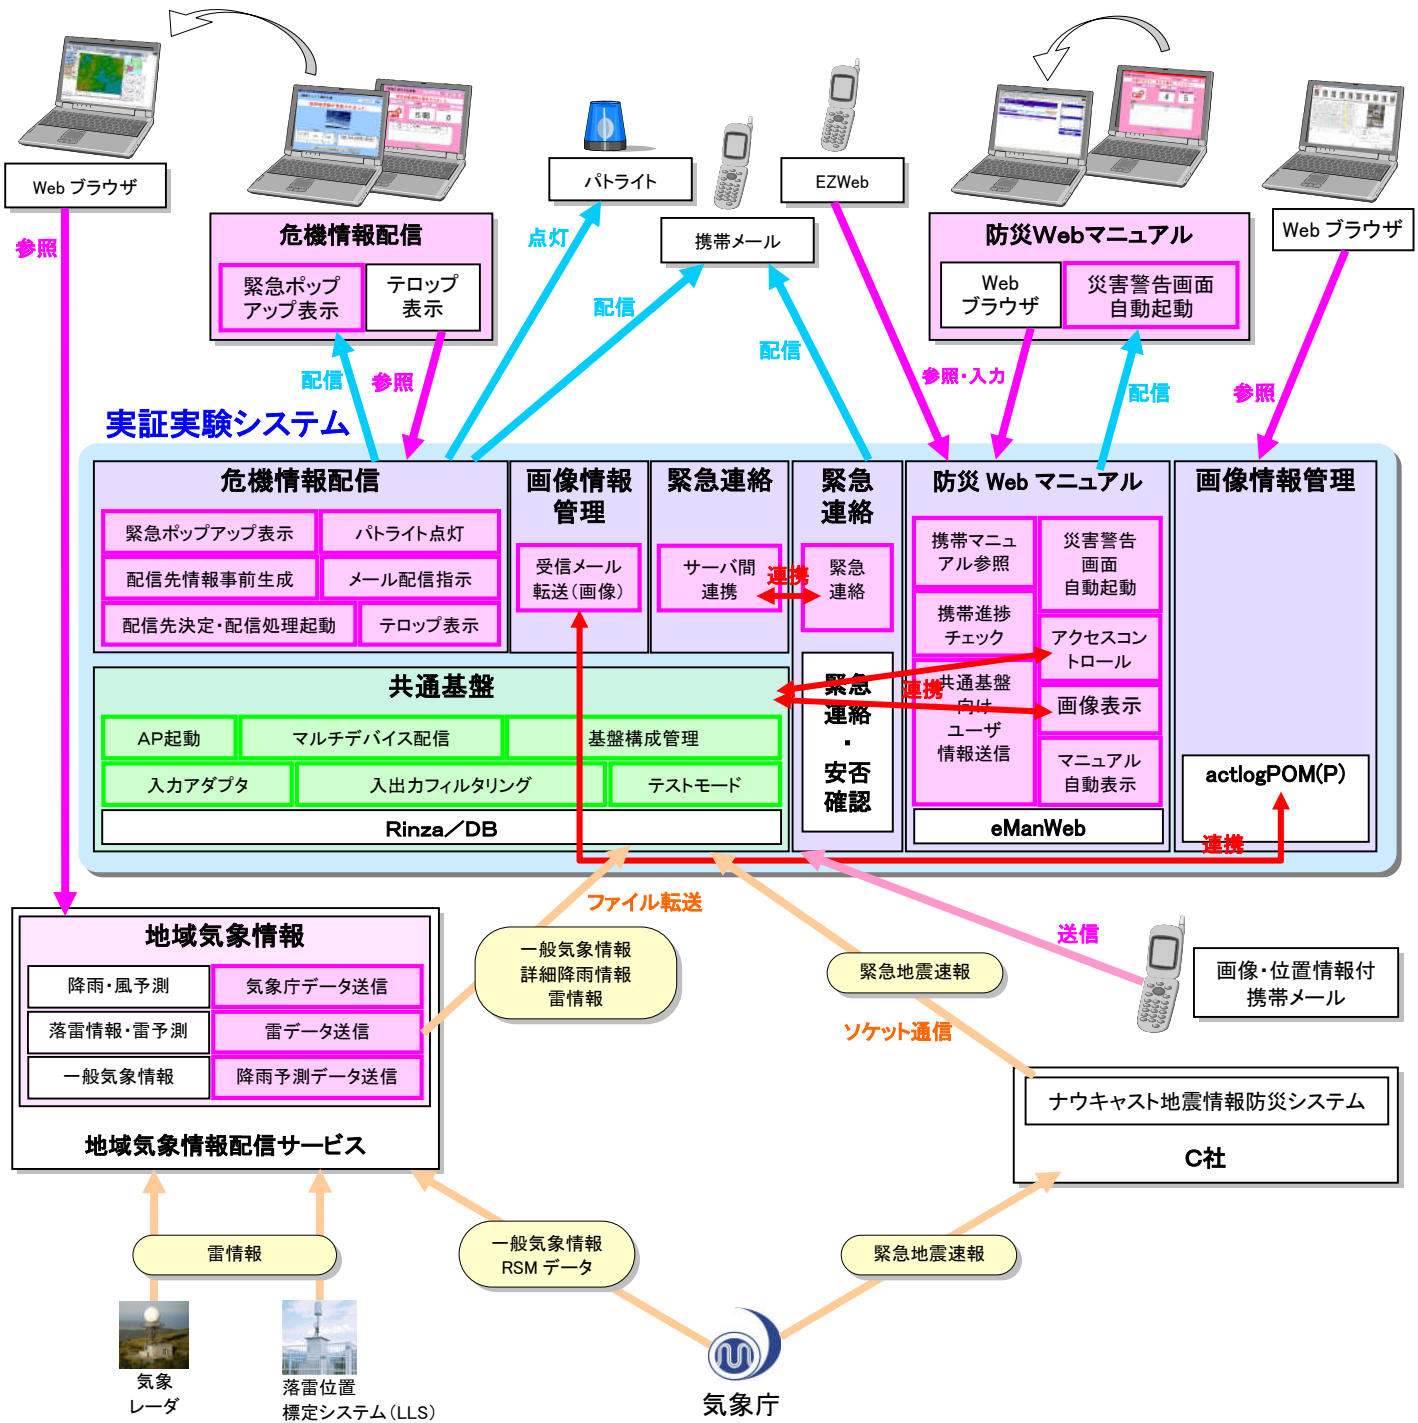 Web ブラウザ
パトライト
EZWeb
携帯メール
Web ブラウザ
参照
危機情報配信
緊急ポップ
アップ表示
テロップ
表示
点灯
配信
配信
参照
配信
防災Webマニュアル
Web
ブラウザ
災害警告画面
自動起動
参照・入力
配信
参照
実証実験システム
危機情報配信
緊急ポップアップ表示
パトライト点灯
配信先情報事前生成
メール配信指示
配信先決定・配信処理起動
テロップ表示
画像情報
管理
受信メール
転送(画像)
緊急連絡
サーバ間
連携
連携
緊急
連絡
緊急
連絡
緊急
連絡
・
安否
確認
防災 Web マニュアル
携帯マニュ
アル参照
携帯進捗
チェック
共通基盤
向け
ユーザ
情報送信
災害警告
画面
自動起動
アクセスコン
トロール
画像表示
マニュアル
自動表示
eManWeb
連携
画像情報管理
actlogPOM(P)
連携
共通基盤
AP起動
マルチデバイス配信
基盤構成管理
入力アダプタ
入出力フィルタリング
テストモード
Rinza/DB
ファイル転送
一般気象情報
詳細降雨情報
雷情報
緊急地震速報
ソケット通信
送信
画像・位置情報付
携帯メール
地域気象情報
降雨・風予測
気象庁データ送信
落雷情報・雷予測
雷データ送信
一般気象情報
降雨予測データ送信
地域気象情報配信サービス
ナウキャスト地震情報防災システム
C社
雷情報
一般気象情報
RSM データ
緊急地震速報
気象
レーダ
落雷位置
標定システム(LLS)
気象庁